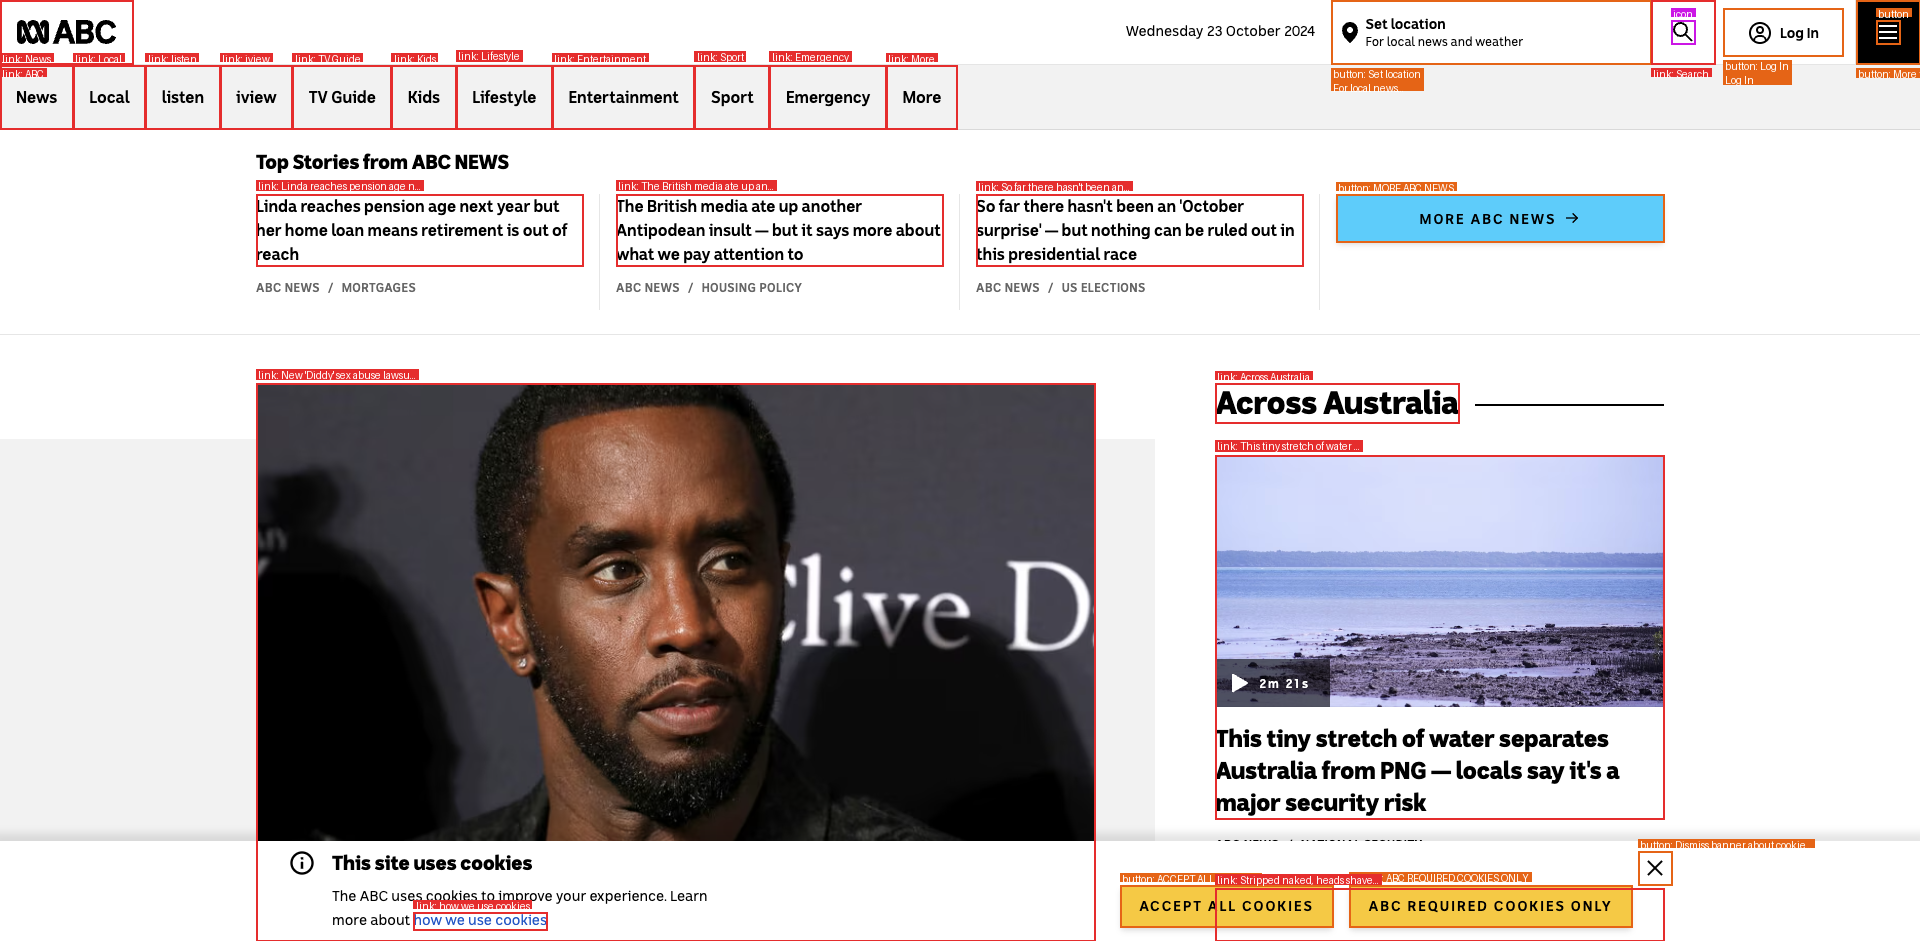 ABC
Wednesday 23 October 2024
Set location
For local news and weather
icon
Log In
button
link: News
link: Local
link: listen
link: iview
link: TV Guide
link: Kids
link: Lifestyle
link: Entertainment
link: Sport
link: Emergency
link: More
link: ABC
button: Set location
For local news
link: Search
button: Log In
Log In
button: More
News
Local
listen
iview
TV Guide
Kids
Lifestyle
Entertainment
Sport
Emergency
More
Top Stories from ABC NEWS
link: Linda reaches pension age n...
Linda reaches pension age next year but
her home loan means retirement is out of
reach
ABC NEWS / MORTGAGES
link: The British media ate up an...
The British media ate up another
Antipodean insult — but it says more about
what we pay attention to
ABC NEWS / HOUSING POLICY
link: So far there hasn't been an...
So far there hasn't been an 'October
surprise' — but nothing can be ruled out in
this presidential race
ABC NEWS / US ELECTIONS
button: MORE ABC NEWS
MORE ABC NEWS
link: New 'Diddy' sex abuse lawsu...
Clive D
link: Across Australia
Across Australia
link: This tiny stretch of water ...
2m 21s
This tiny stretch of water separates
Australia from PNG — locals say it's a
major security risk
ABC NEWS / NATIONAL SECURITY
This site uses cookies
The ABC uses cookies to improve your experience. Learn
link: how we use cookies
more about how we use cookies
button: Dismiss banner about cookie...
button: ACCEPT ALL
link: Stripped naked, heads shave...
ABC REQUIRED COOKIES ONLY
ACCEPT ALL COOKIES
ABC REQUIRED COOKIES ONLY